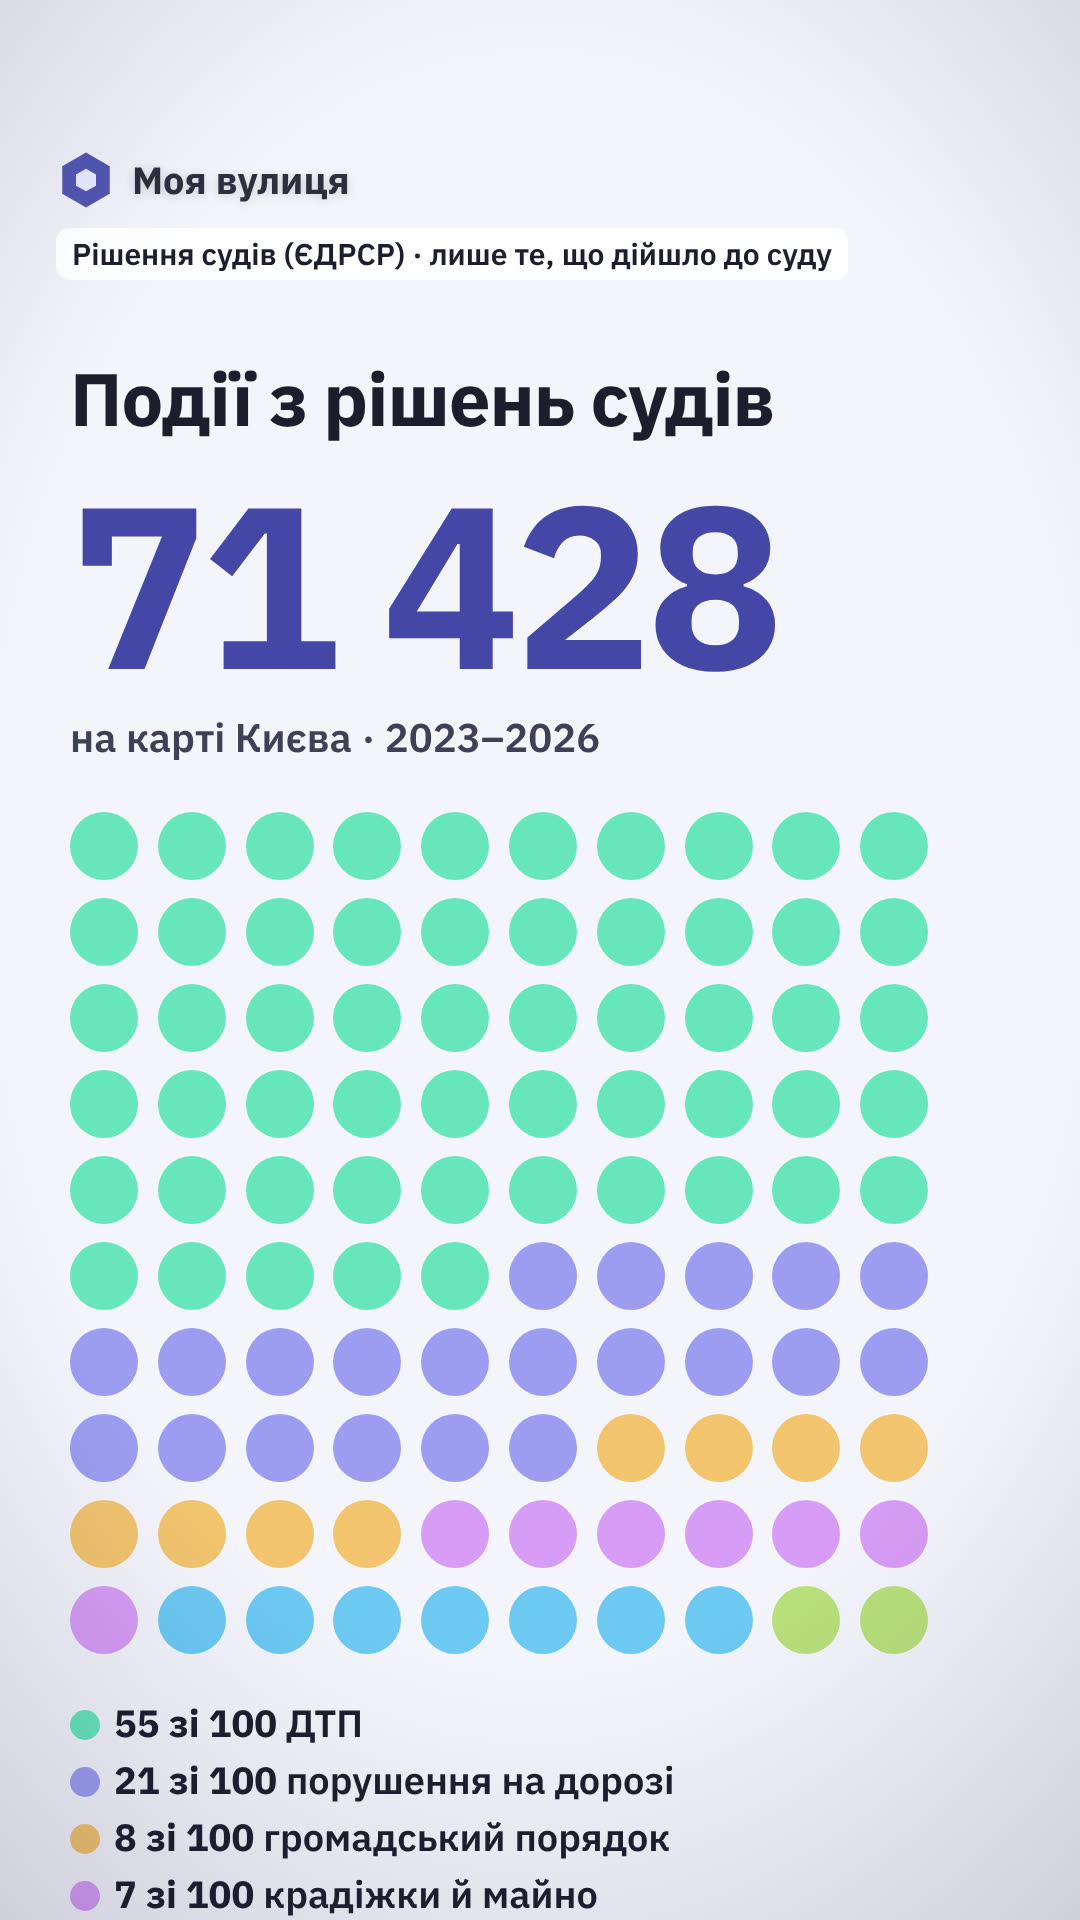 Моя вулиця
Рішення судів (ЄДРСР) · лише те, що дійшло до суду
Події з рішень судів
71 428
на карті Києва · 2023–2026
55 зі 100 ДТП
21 зі 100 порушення на дорозі
8 зі 100 громадський порядок
7 зі 100 крадіжки й майно